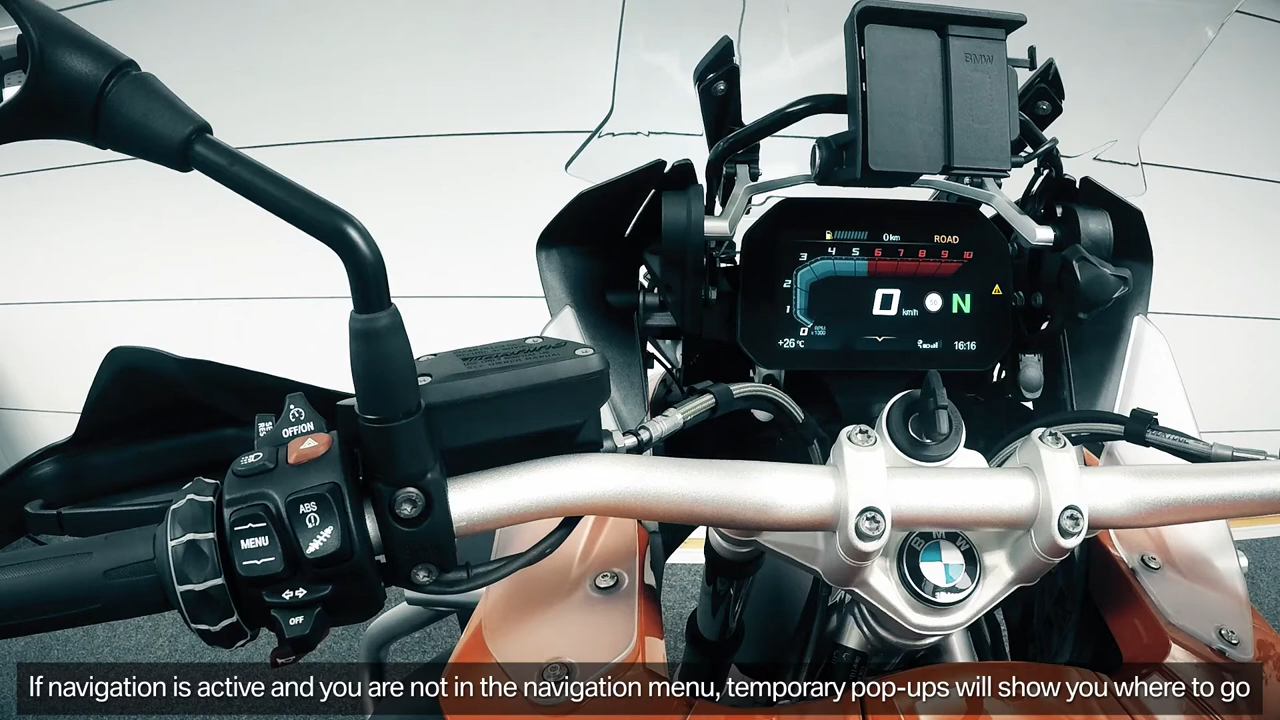 BMW
0 km ROAD
3 4 5 6 7 8 9 10
2
1
0 km/h N
0 RPM x 1000
+26 °C 16:16
OFF/ON
ABS
MENU
OFF
BMW
If navigation is active and you are not in the navigation menu, temporary pop-ups will show you where to go